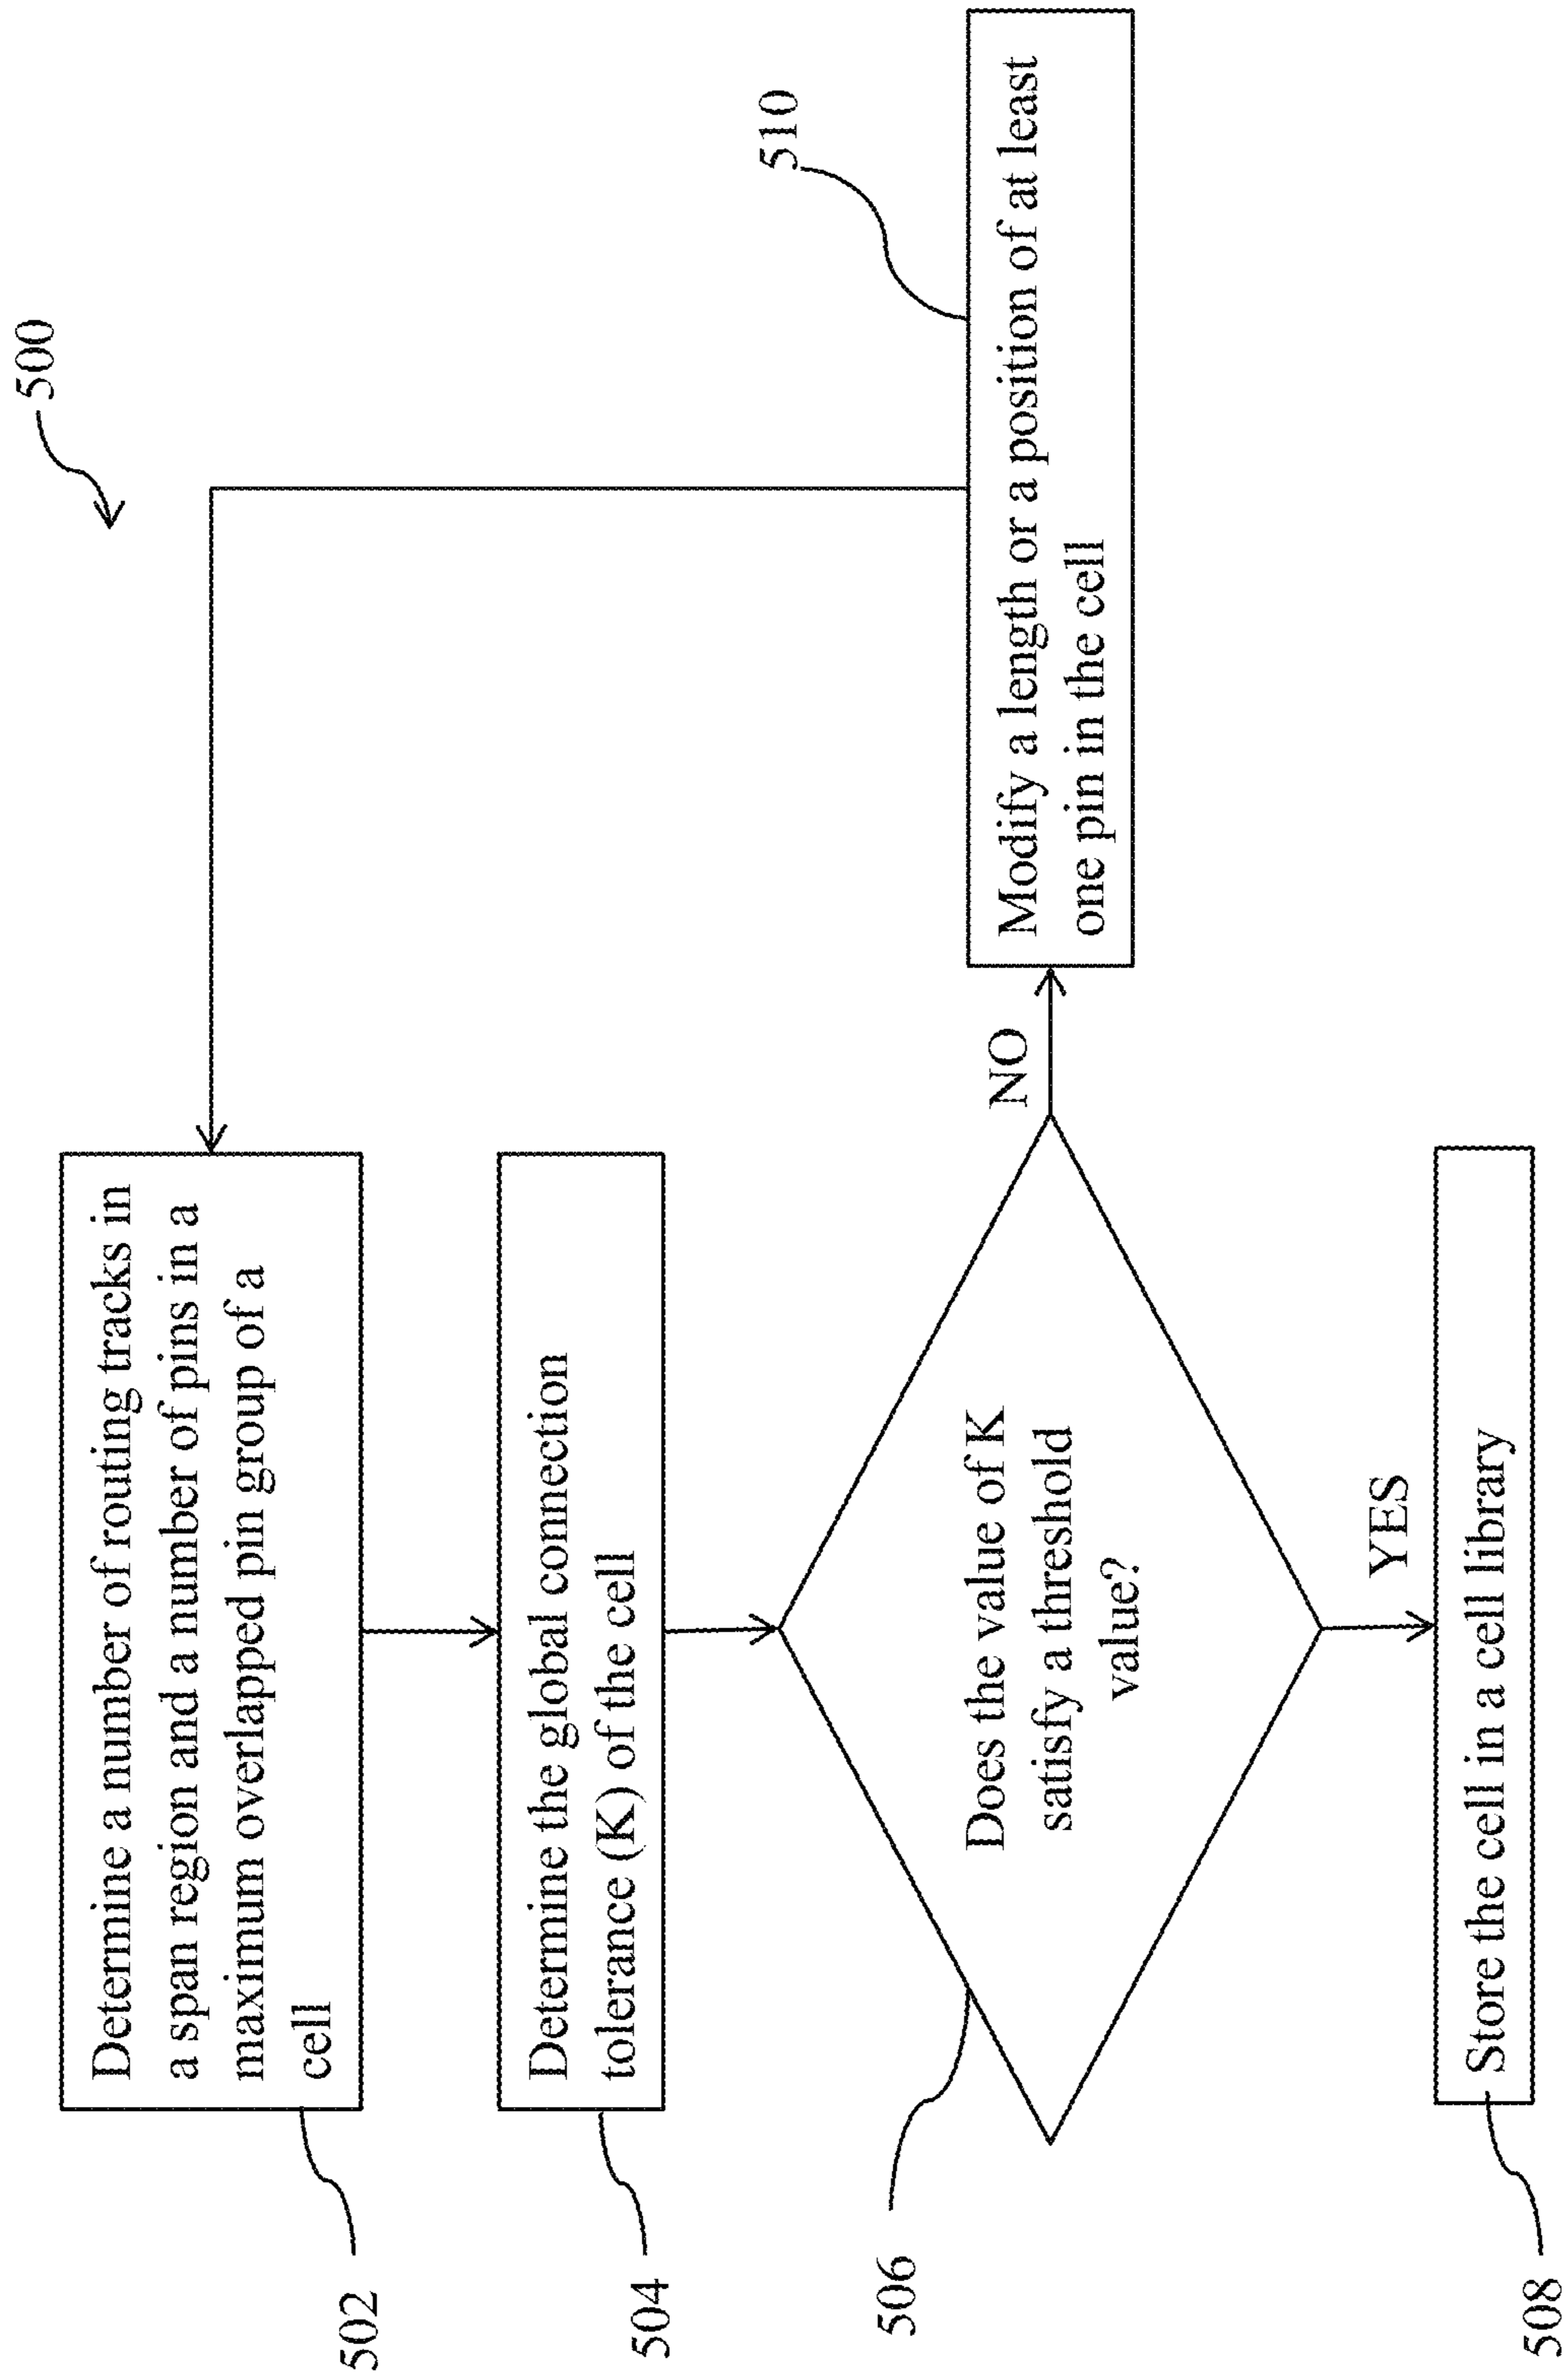 500
502
Determine a number of routing tracks in
a span region and a number of pins in a
maximum overlapped pin group of a
cell
504
Determine the global connection
tolerance (K) of the cell
506
Does the value of K
satisfy a threshold
value?
NO
510
Modify a length or a position of at least
one pin in the cell
YES
508
Store the cell in a cell library